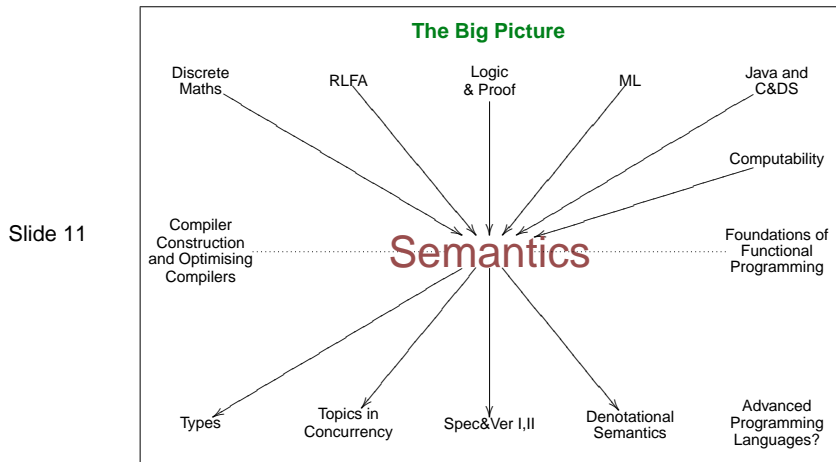 The Big Picture
Discrete
Maths
RLFA
Logic
& Proof
ML
Java and
C&DS
Computability
Slide 11
Compiler
Construction
and Optimising
Compilers
Semantics
Foundations of
Functional
Programming
Types
Topics in
Concurrency
Spec&Ver I,II
Denotational
Semantics
Advanced
Programming
Languages?